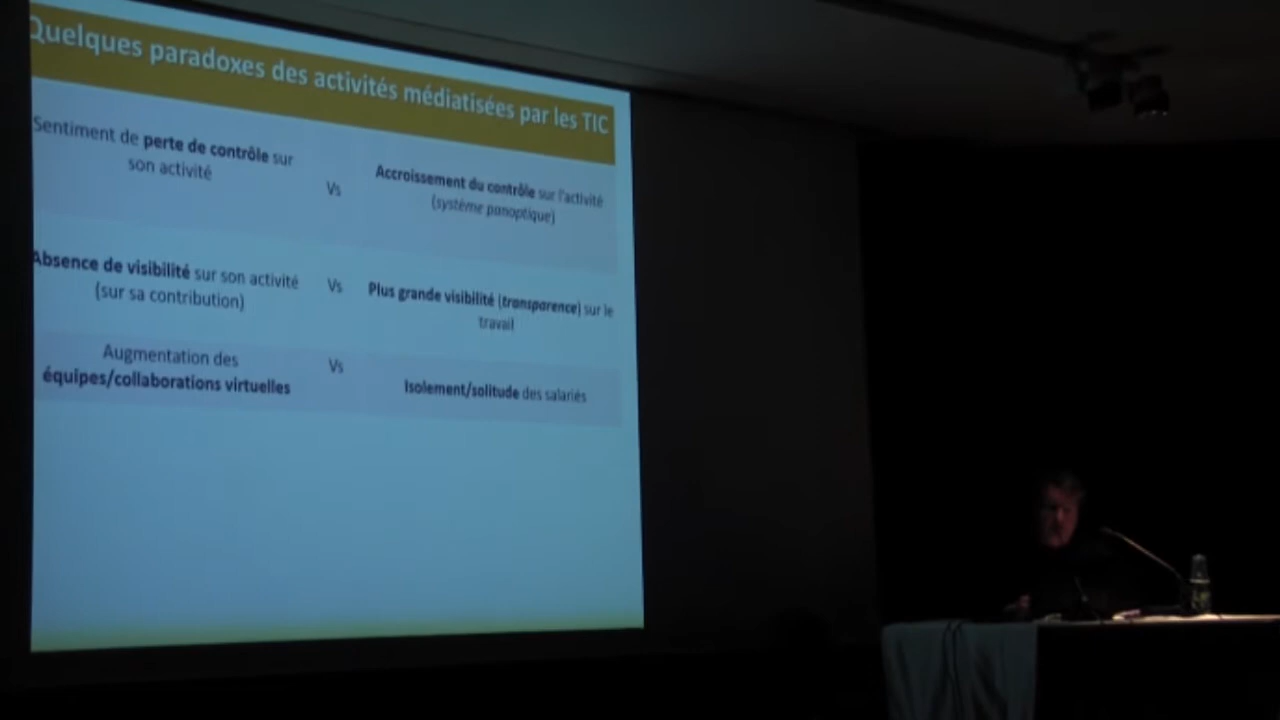 Quelques paradoxes des activités médiatisées par les TIC
Sentiment de perte de contrôle sur
son activité
Vs
Accroissement du contrôle sur l'activité
(système panoptique)
Absence de visibilité sur son activité
(sur sa contribution)
Vs
Plus grande visibilité (transparence) sur le
travail
Augmentation des
équipes/collaborations virtuelles
Vs
Isolement/solitude des salariés